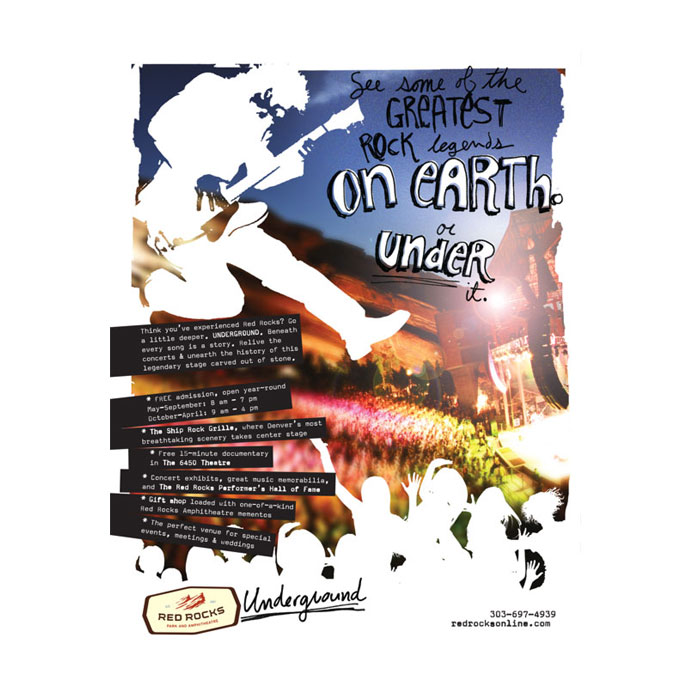 See some of the
GREATEST
ROCK legends
ON EARTH.
or
UNDER
it.
Think you've experienced Red Rocks? Go
a little deeper. UNDERGROUND. Beneath
every song is a story. Relive the
concerts & unearth the history of this
legendary stage carved out of stone.
* FREE admission, open year-round
May-September: 8 am - 7 pm
October-April: 9 am - 4 pm
* The Ship Rock Grille, where Denver's most
breathtaking scenery takes center stage
* Free 15-minute documentary
in The 6450 Theatre
* Concert exhibits, great music memorabilia,
and The Red Rocks Performer's Hall of Fame
* Gift shop loaded with one-of-a-kind
Red Rocks Amphitheatre mementos
* The perfect venue for special
events, meetings & weddings
RED ROCKS
PARK AND AMPHITHEATRE
Underground
303-697-4939
redrocksonline.com